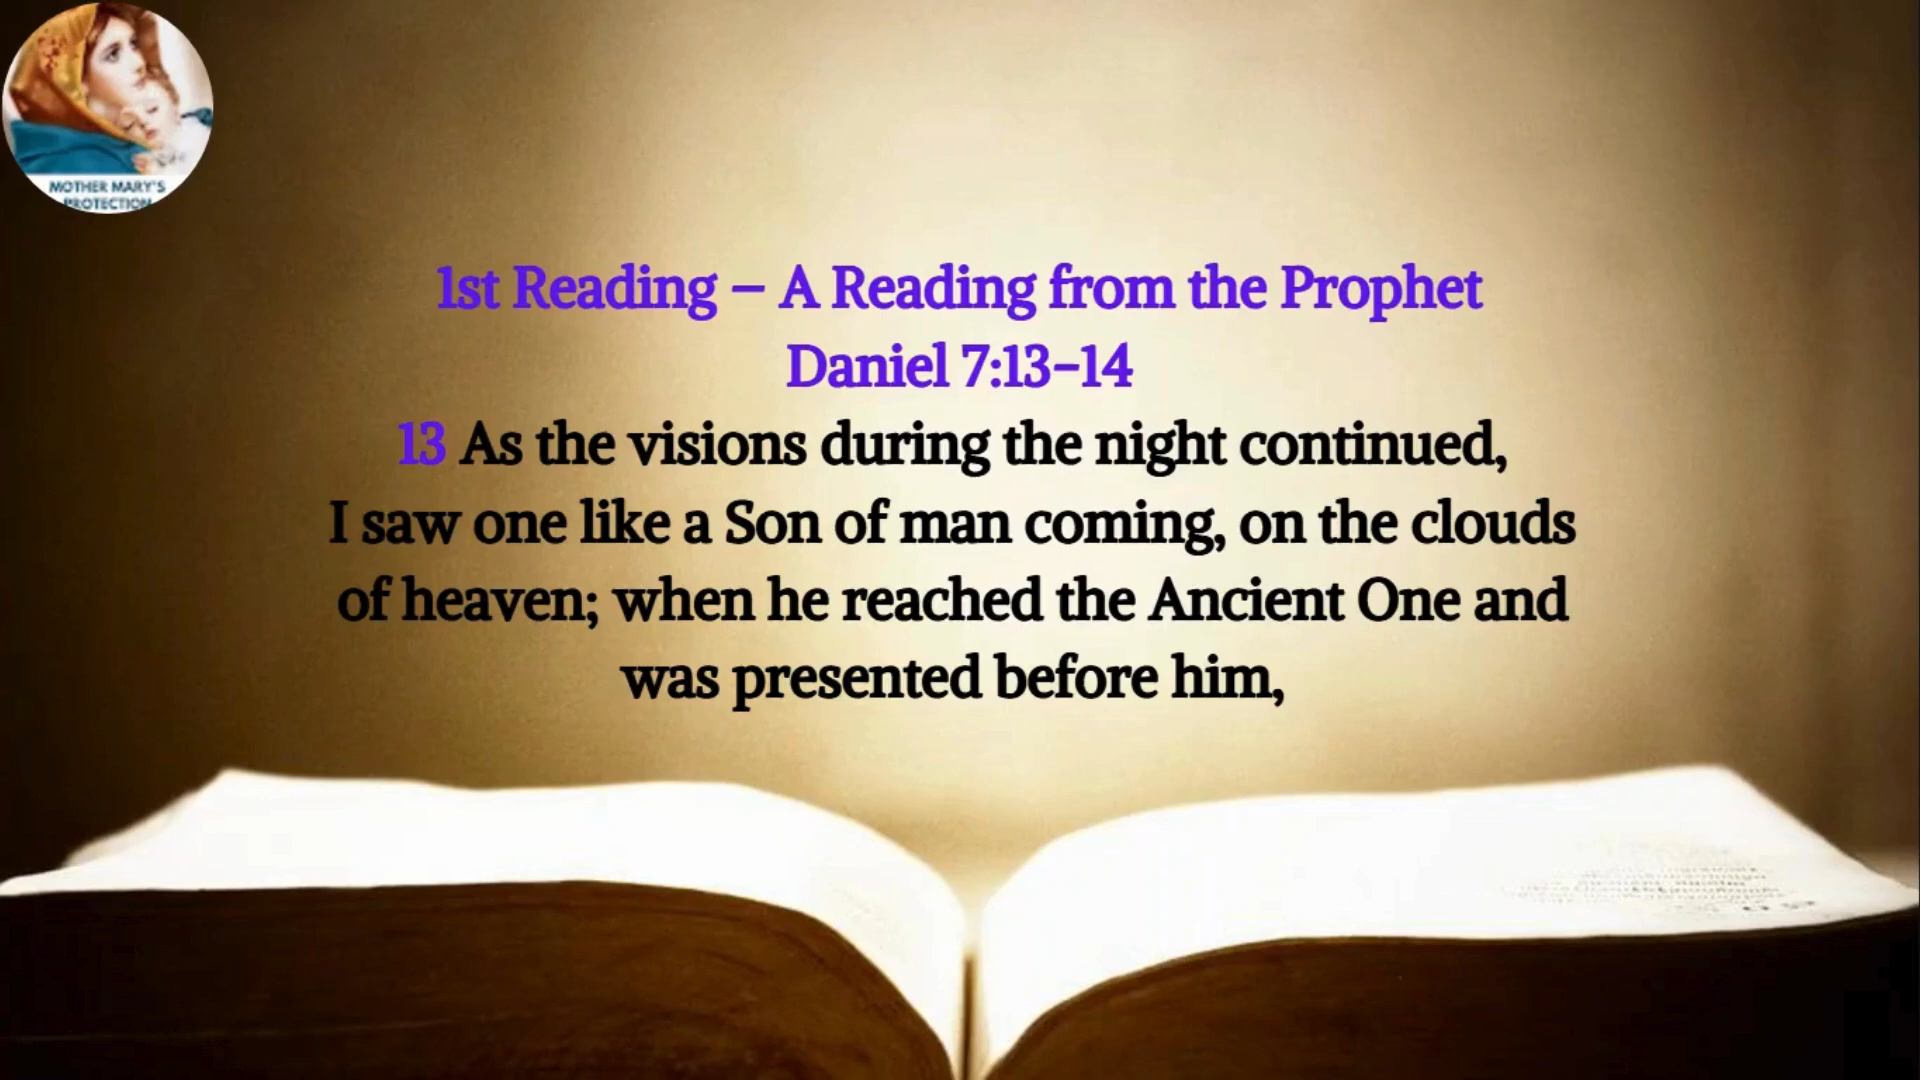 MOTHER MARY'S
PROTECTION
1st Reading – A Reading from the Prophet
Daniel 7:13–14
13 As the visions during the night continued,
I saw one like a Son of man coming, on the clouds
of heaven; when he reached the Ancient One and
was presented before him,